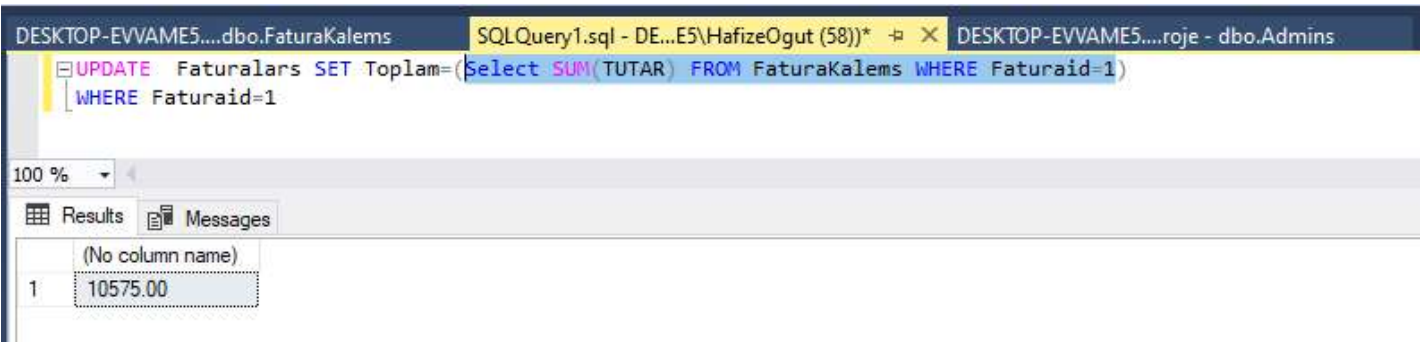 DESKTOP-EVVAME5....dbo.FaturaKalems SQLQuery1.sql - DE...E5\HafizeOgut (58))* DESKTOP-EVVAME5....roje - dbo.Admins
UPDATE  Faturalars SET Toplam=(Select SUM(TUTAR) FROM FaturaKalems WHERE Faturaid=1)
WHERE Faturaid=1
100 %
Results Messages
(No column name)
1 10575.00